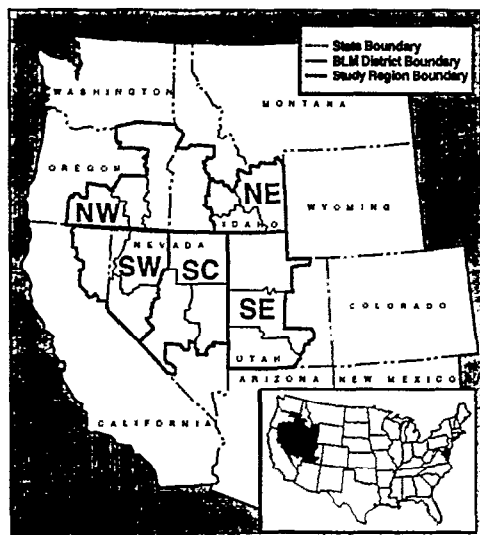 State Boundary
BLM District Boundary
Study Region Boundary
WASHINGTON
MONTANA
OREGON
NE
NW
IDAHO
WYOMING
NEVADA
SW
SC
SE
COLORADO
UTAH
ARIZONA
NEW MEXICO
CALIFORNIA